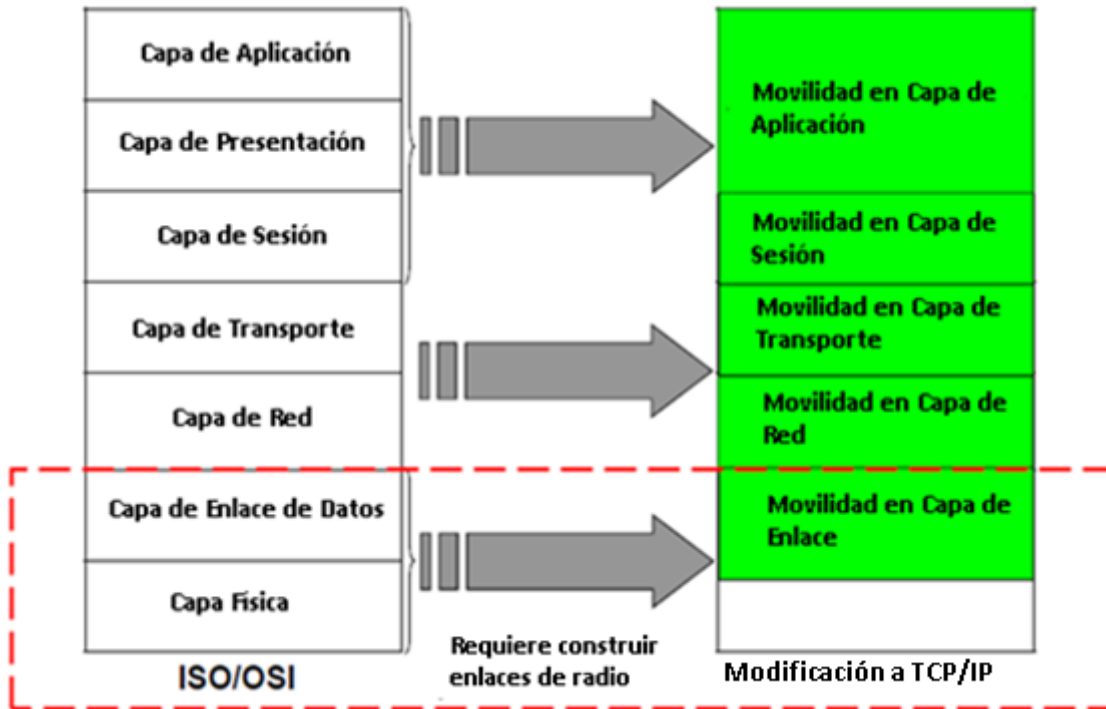 Capa de Aplicación
Capa de Presentación
Capa de Sesión
Capa de Transporte
Capa de Red
Capa de Enlace de Datos
Capa Física
ISO/OSI
Requiere construir
enlaces de radio
Movilidad en Capa de
Aplicación
Movilidad en Capa de
Sesión
Movilidad en Capa de
Transporte
Movilidad en Capa de
Red
Movilidad en Capa de
Enlace
Modificación a TCP/IP